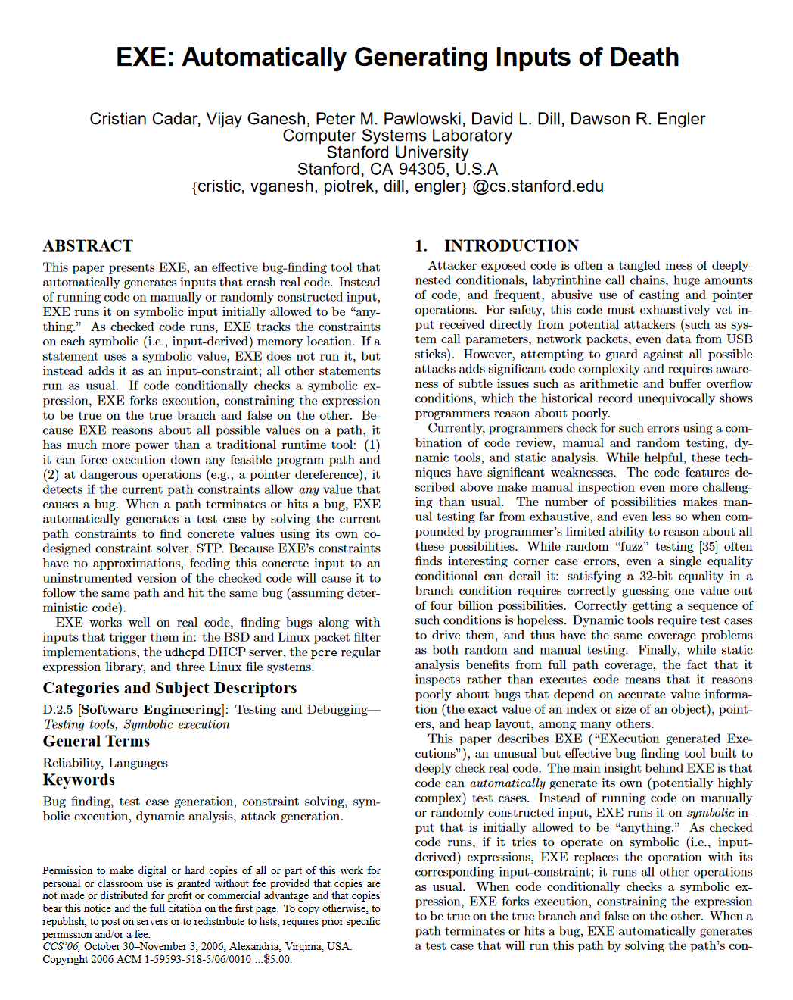 EXE: Automatically Generating Inputs of Death
Cristian Cadar, Vijay Ganesh, Peter M. Pawlowski, David L. Dill, Dawson R. Engler
Computer Systems Laboratory
Stanford University
Stanford, CA 94305, U.S.A
{cristic, vganesh, piotrek, dill, engler} @cs.stanford.edu
ABSTRACT
This paper presents EXE, an effective bug-finding tool that
automatically generates inputs that crash real code. Instead
of running code on manually or randomly constructed input,
EXE runs it on symbolic input initially allowed to be “any-
thing.” As checked code runs, EXE tracks the constraints
on each symbolic (i.e., input-derived) memory location. If a
statement uses a symbolic value, EXE does not run it, but
instead adds it as an input-constraint; all other statements
run as usual. If code conditionally checks a symbolic ex-
pression, EXE forks execution, constraining the expression
to be true on the true branch and false on the other. Be-
cause EXE reasons about all possible values on a path, it
has much more power than a traditional runtime tool: (1)
it can force execution down any feasible program path and
(2) at dangerous operations (e.g., a pointer dereference), it
detects if the current path constraints allow any value that
causes a bug. When a path terminates or hits a bug, EXE
automatically generates a test case by solving the current
path constraints to find concrete values using its own co-
designed constraint solver, STP. Because EXE’s constraints
have no approximations, feeding this concrete input to an
uninstrumented version of the checked code will cause it to
follow the same path and hit the same bug (assuming deter-
ministic code).
EXE works well on real code, finding bugs along with
inputs that trigger them in: the BSD and Linux packet filter
implementations, the udhcpd DHCP server, the pcre regular
expression library, and three Linux file systems.
Categories and Subject Descriptors
D.2.5 [Software Engineering]: Testing and Debugging—
Testing tools, Symbolic execution
General Terms
Reliability, Languages
Keywords
Bug finding, test case generation, constraint solving, sym-
bolic execution, dynamic analysis, attack generation.
Permission to make digital or hard copies of all or part of this work for
personal or classroom use is granted without fee provided that copies are
not made or distributed for profit or commercial advantage and that copies
bear this notice and the full citation on the first page. To copy otherwise, to
republish, to post on servers or to redistribute to lists, requires prior specific
permission and/or a fee.
CCS’06, October 30–November 3, 2006, Alexandria, Virginia, USA.
Copyright 2006 ACM 1-59593-518-5/06/0010 ...$5.00.
1. INTRODUCTION
Attacker-exposed code is often a tangled mess of deeply-
nested conditionals, labyrinthine call chains, huge amounts
of code, and frequent, abusive use of casting and pointer
operations. For safety, this code must exhaustively vet in-
put received directly from potential attackers (such as sys-
tem call parameters, network packets, even data from USB
sticks). However, attempting to guard against all possible
attacks adds significant code complexity and requires aware-
ness of subtle issues such as arithmetic and buffer overflow
conditions, which the historical record unequivocally shows
programmers reason about poorly.
Currently, programmers check for such errors using a com-
bination of code review, manual and random testing, dy-
namic tools, and static analysis. While helpful, these tech-
niques have significant weaknesses. The code features de-
scribed above make manual inspection even more challeng-
ing than usual. The number of possibilities makes man-
ual testing far from exhaustive, and even less so when com-
pounded by programmer’s limited ability to reason about all
these possibilities. While random “fuzz” testing [35] often
finds interesting corner case errors, even a single equality
conditional can derail it: satisfying a 32-bit equality in a
branch condition requires correctly guessing one value out
of four billion possibilities. Correctly getting a sequence of
such conditions is hopeless. Dynamic tools require test cases
to drive them, and thus have the same coverage problems
as both random and manual testing. Finally, while static
analysis benefits from full path coverage, the fact that it
inspects rather than executes code means that it reasons
poorly about bugs that depend on accurate value informa-
tion (the exact value of an index or size of an object), point-
ers, and heap layout, among many others.
This paper describes EXE (“EXecution generated Exe-
cutions”), an unusual but effective bug-finding tool built to
deeply check real code. The main insight behind EXE is that
code can automatically generate its own (potentially highly
complex) test cases. Instead of running code on manually
or randomly constructed input, EXE runs it on symbolic in-
put that is initially allowed to be “anything.” As checked
code runs, if it tries to operate on symbolic (i.e., input-
derived) expressions, EXE replaces the operation with its
corresponding input-constraint; it runs all other operations
as usual. When code conditionally checks a symbolic ex-
pression, EXE forks execution, constraining the expression
to be true on the true branch and false on the other. When a
path terminates or hits a bug, EXE automatically generates
a test case that will run this path by solving the path’s con-